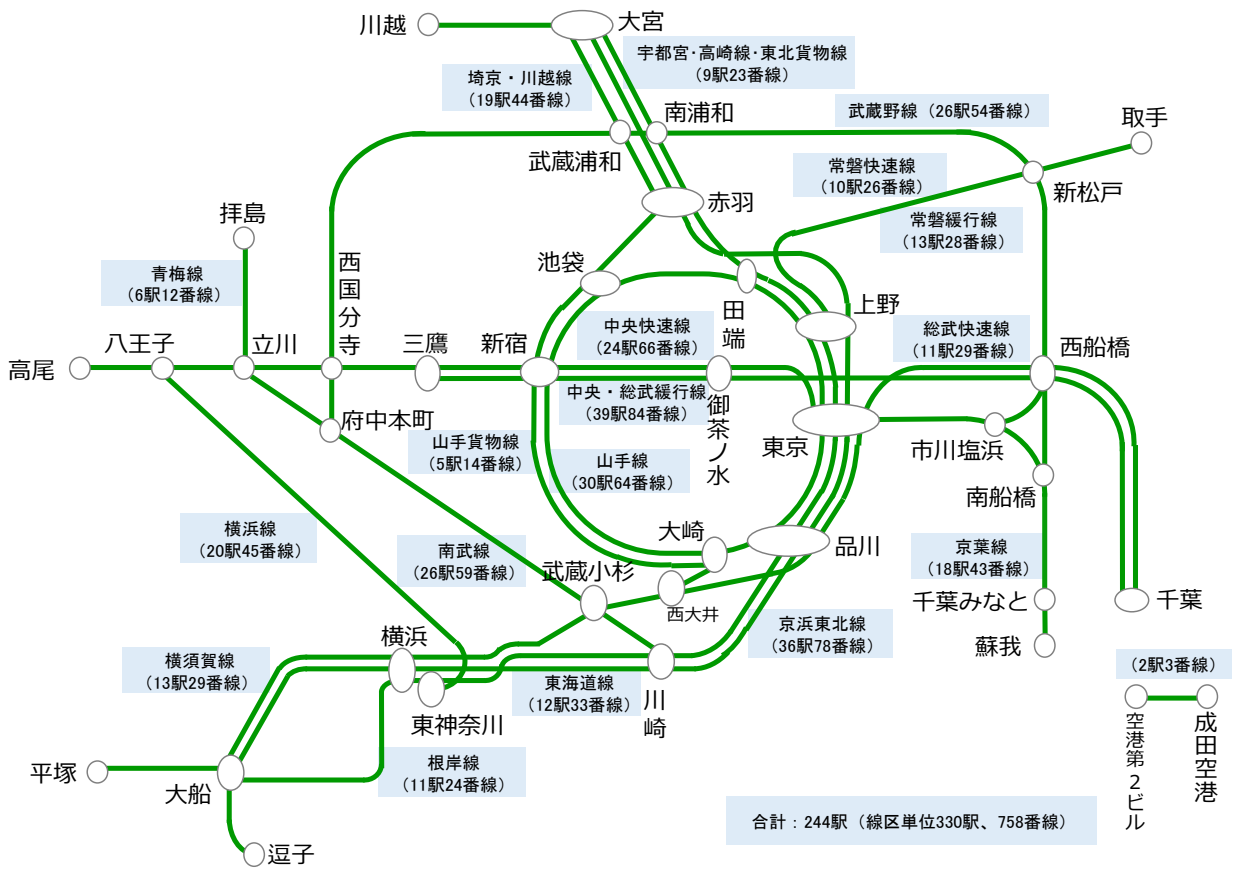 川越
大宮
宇都宮･高崎線･東北貨物線
（9駅23番線）
埼京・川越線
（19駅44番線）
南浦和
武蔵野線（26駅54番線）
取手
武蔵浦和
常磐快速線
（10駅26番線）
新松戸
赤羽
拝島
常磐緩行線
（13駅28番線）
青梅線
（6駅12番線）
西国分寺
池袋
田端
上野
中央快速線
（24駅66番線）
総武快速線
（11駅29番線）
高尾
八王子
立川
三鷹
新宿
西船橋
中央・総武緩行線
（39駅84番線）
御茶ノ水
府中本町
山手貨物線
（5駅14番線）
山手線
（30駅64番線）
東京
市川塩浜
南船橋
横浜線
（20駅45番線）
南武線
（26駅59番線）
大崎
品川
京葉線
（18駅43番線）
武蔵小杉
西大井
千葉みなと
千葉
京浜東北線
（36駅78番線）
蘇我
横浜
横須賀線
（13駅29番線）
東海道線
（12駅33番線）
川崎
（2駅3番線）
東神奈川
空港第2ビル
成田空港
根岸線
（11駅24番線）
平塚
大船
合計：244駅（線区単位330駅、758番線）
逗子